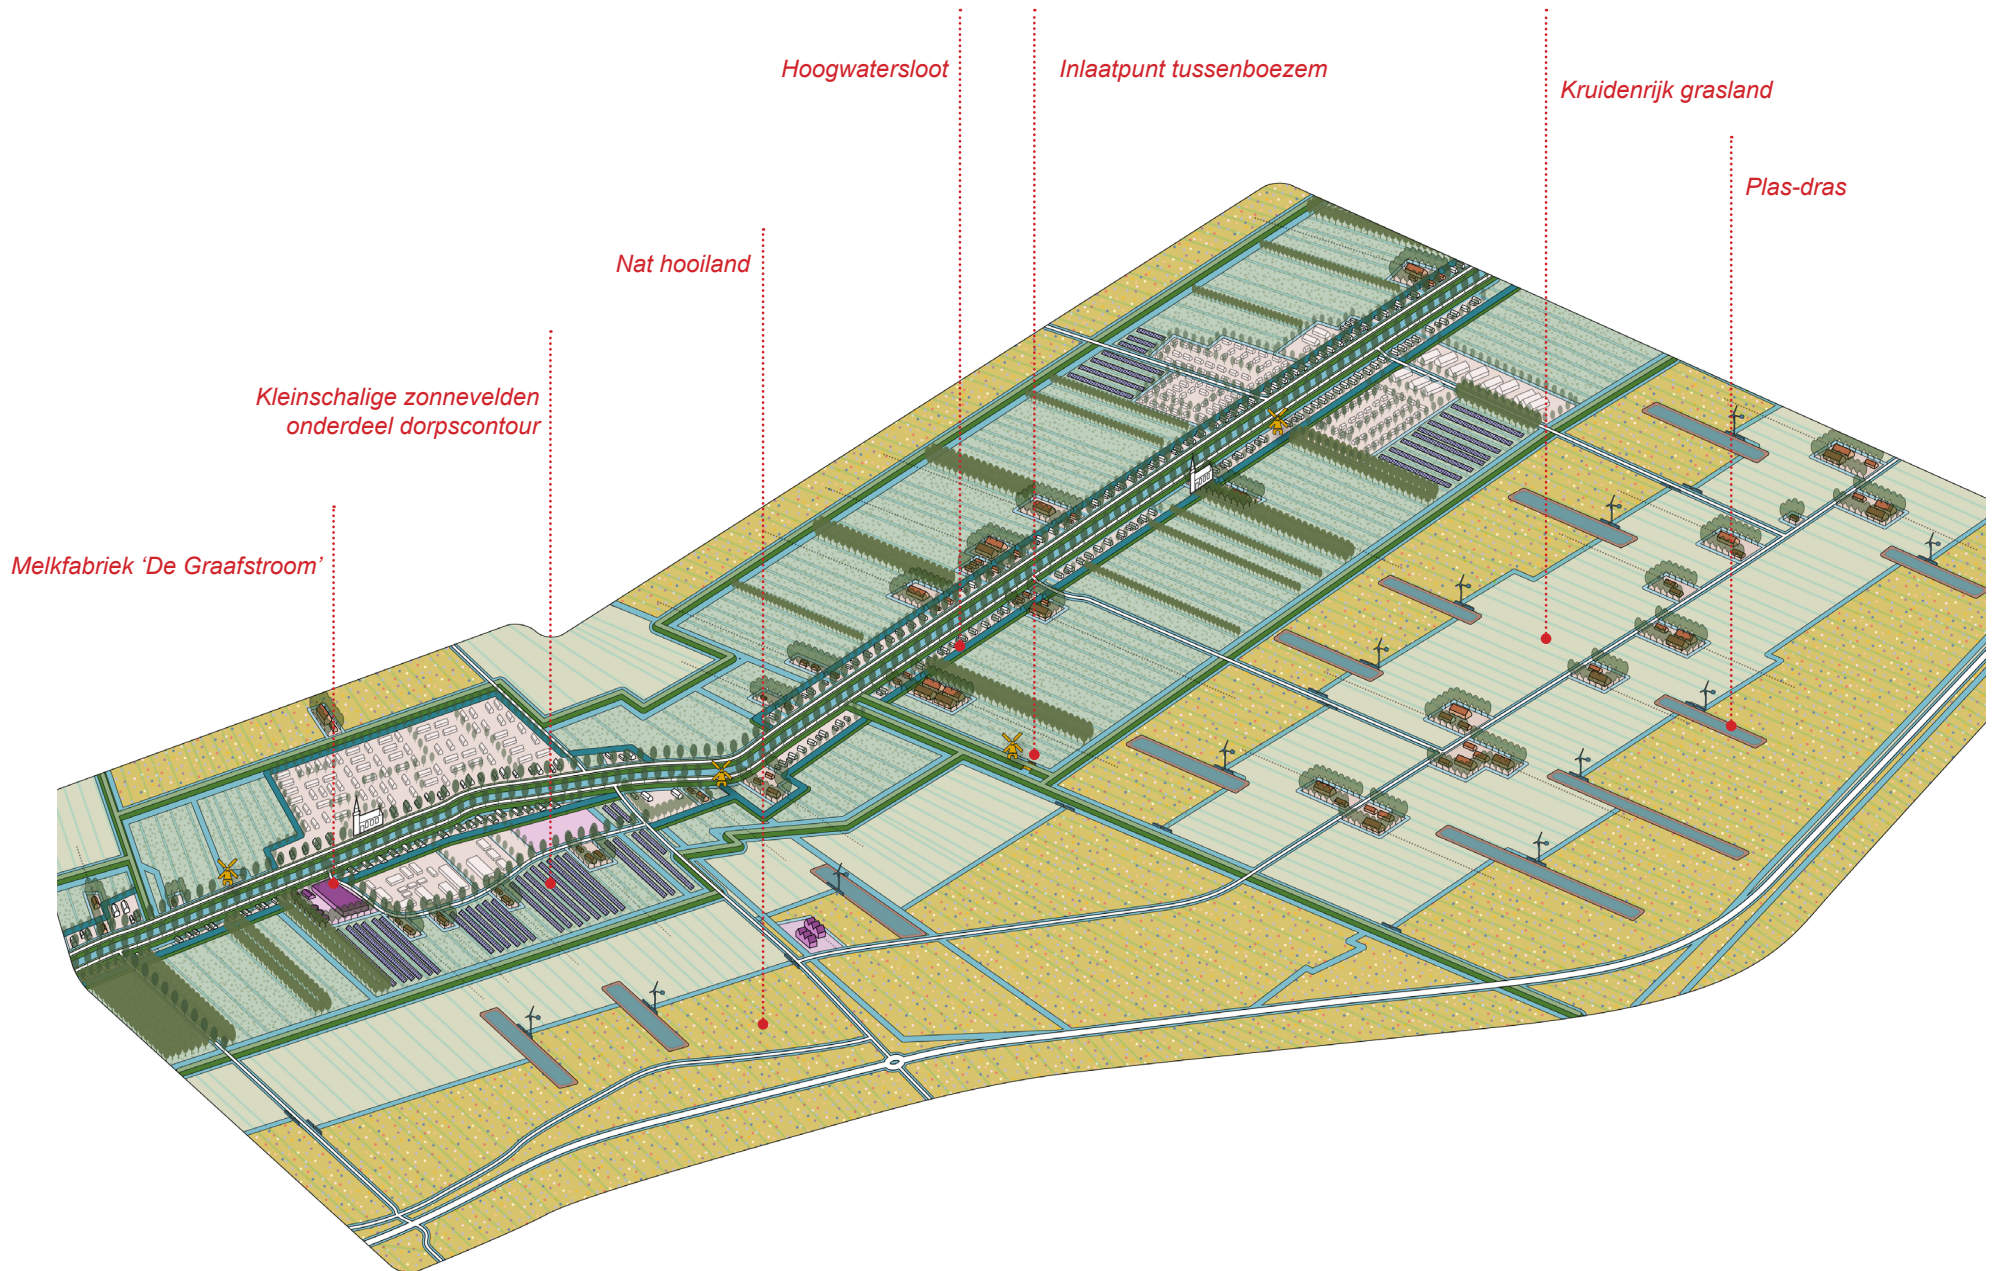 Hoogwatersloot
Inlaatpunt tussenboezem
Kruidenrijk grasland
Plas-dras
Nat hooiland
Kleinschalige zonnevelden
onderdeel dorpscontour
Melkfabriek ‘De Graafstroom’